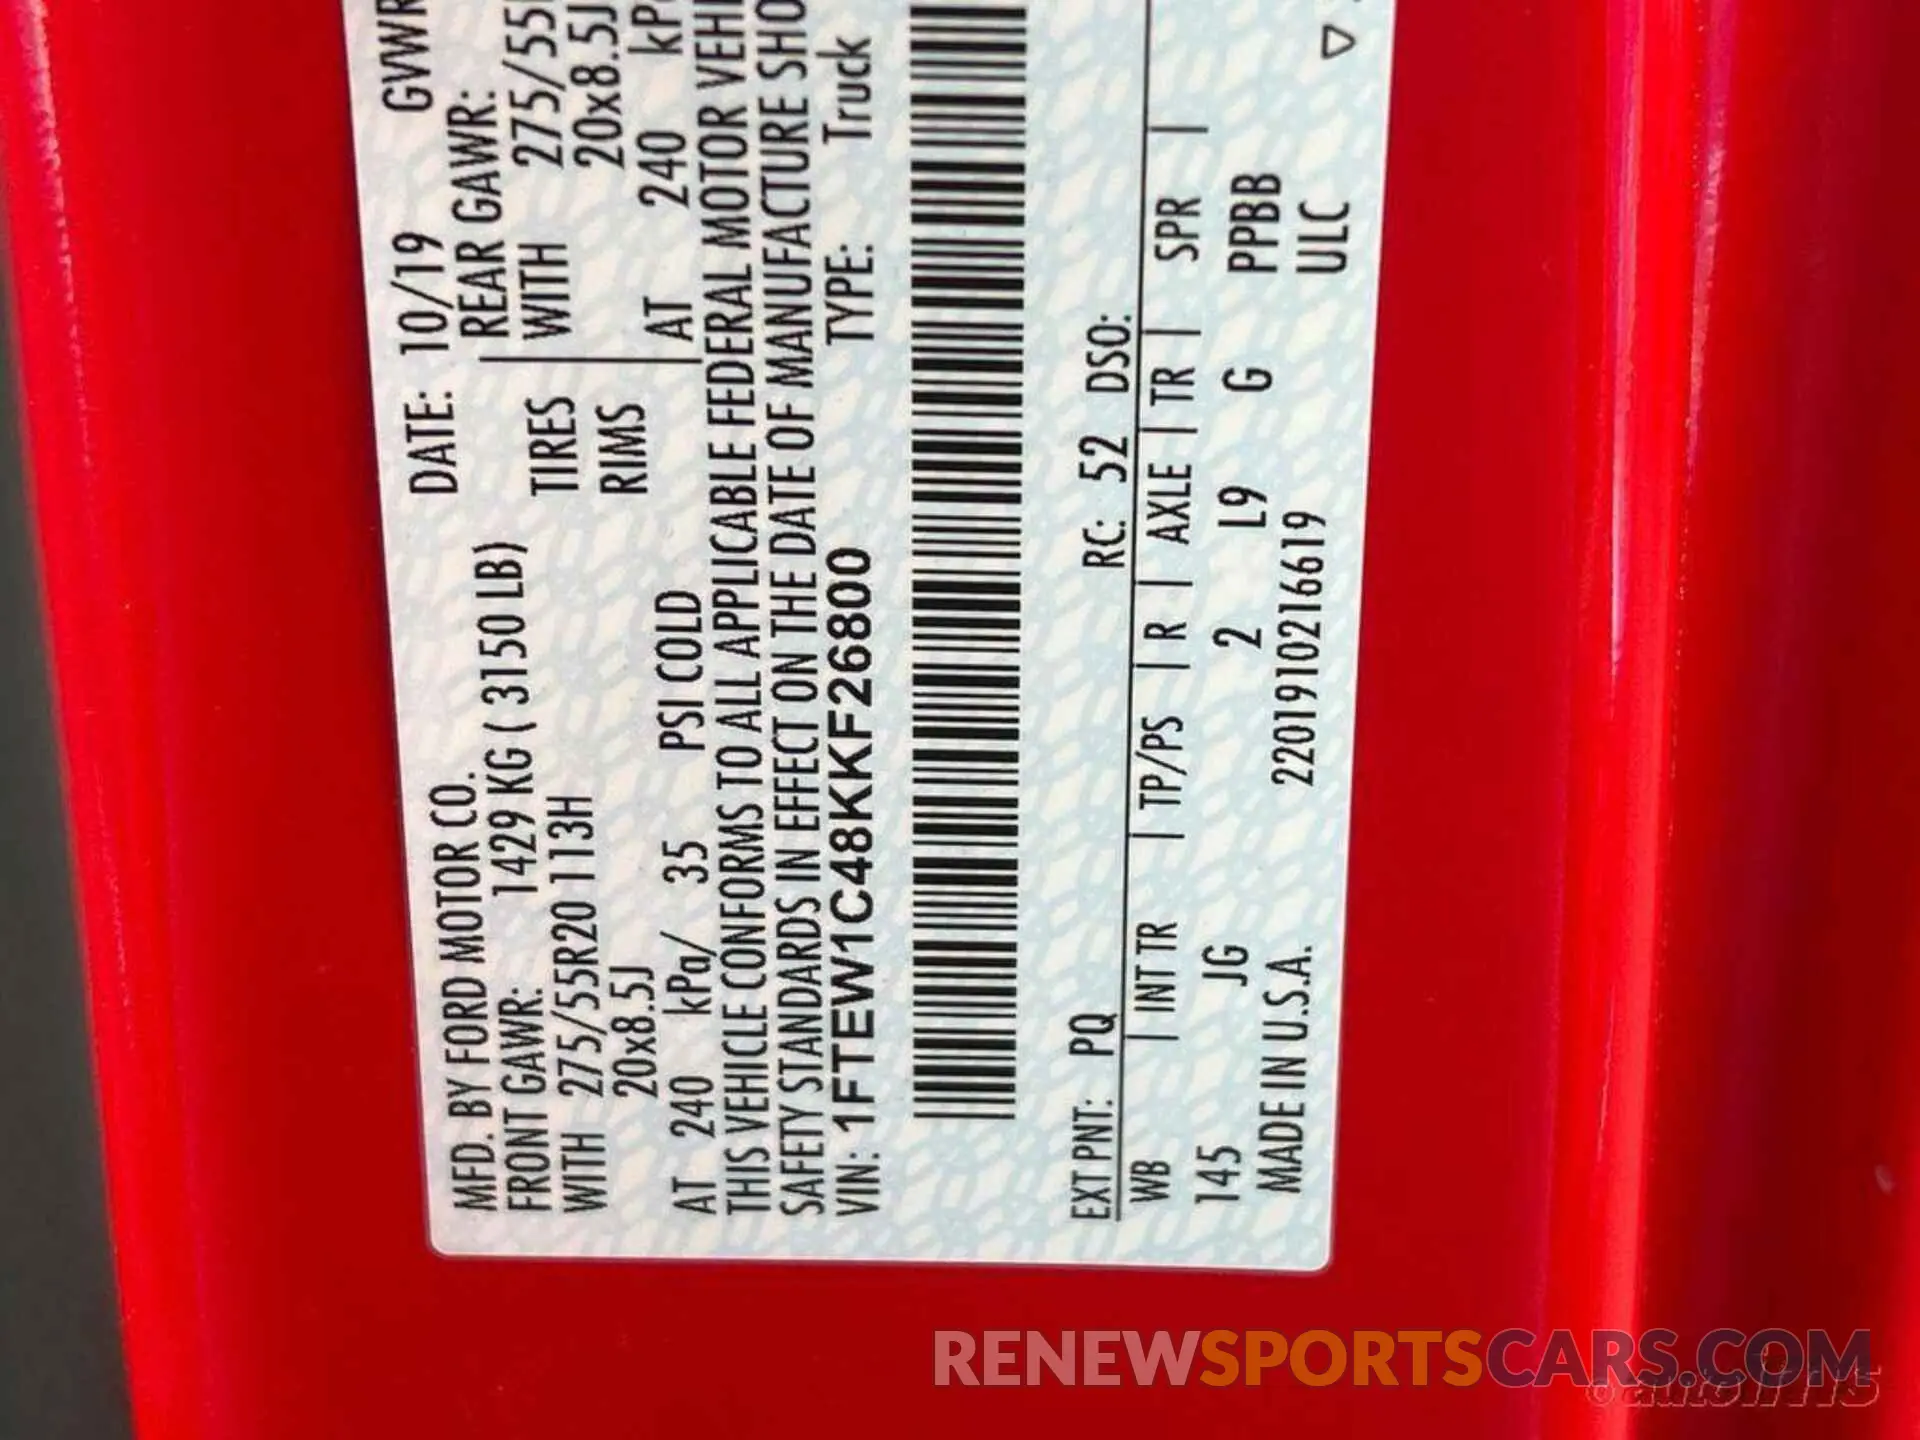 MFD. BY FORD MOTOR CO.
DATE: 10/19 GVWR
FRONT GAWR: 1429 KG ( 3150 LB) REAR GAWR:
WITH 275/55R20 113H TIRES WITH 275/55
20x8.5J RIMS 20x8.5J
AT 240 kPa/ 35 PSI COLD AT 240 kP
THIS VEHICLE CONFORMS TO ALL APPLICABLE FEDERAL MOTOR VEHI
SAFETY STANDARDS IN EFFECT ON THE DATE OF MANUFACTURE SHO
VIN: 1FTEW1C48KKF26800 TYPE: Truck
EXT PNT: PQ RC: 52 DSO:
WB | INT TR | TP/PS | R | AXLE | TR | SPR |
145 JG 2 L9 G PPBB
MADE IN U.S.A. 2201910216619 ULC
RENEWSPORTSCARS.COM
© autoims